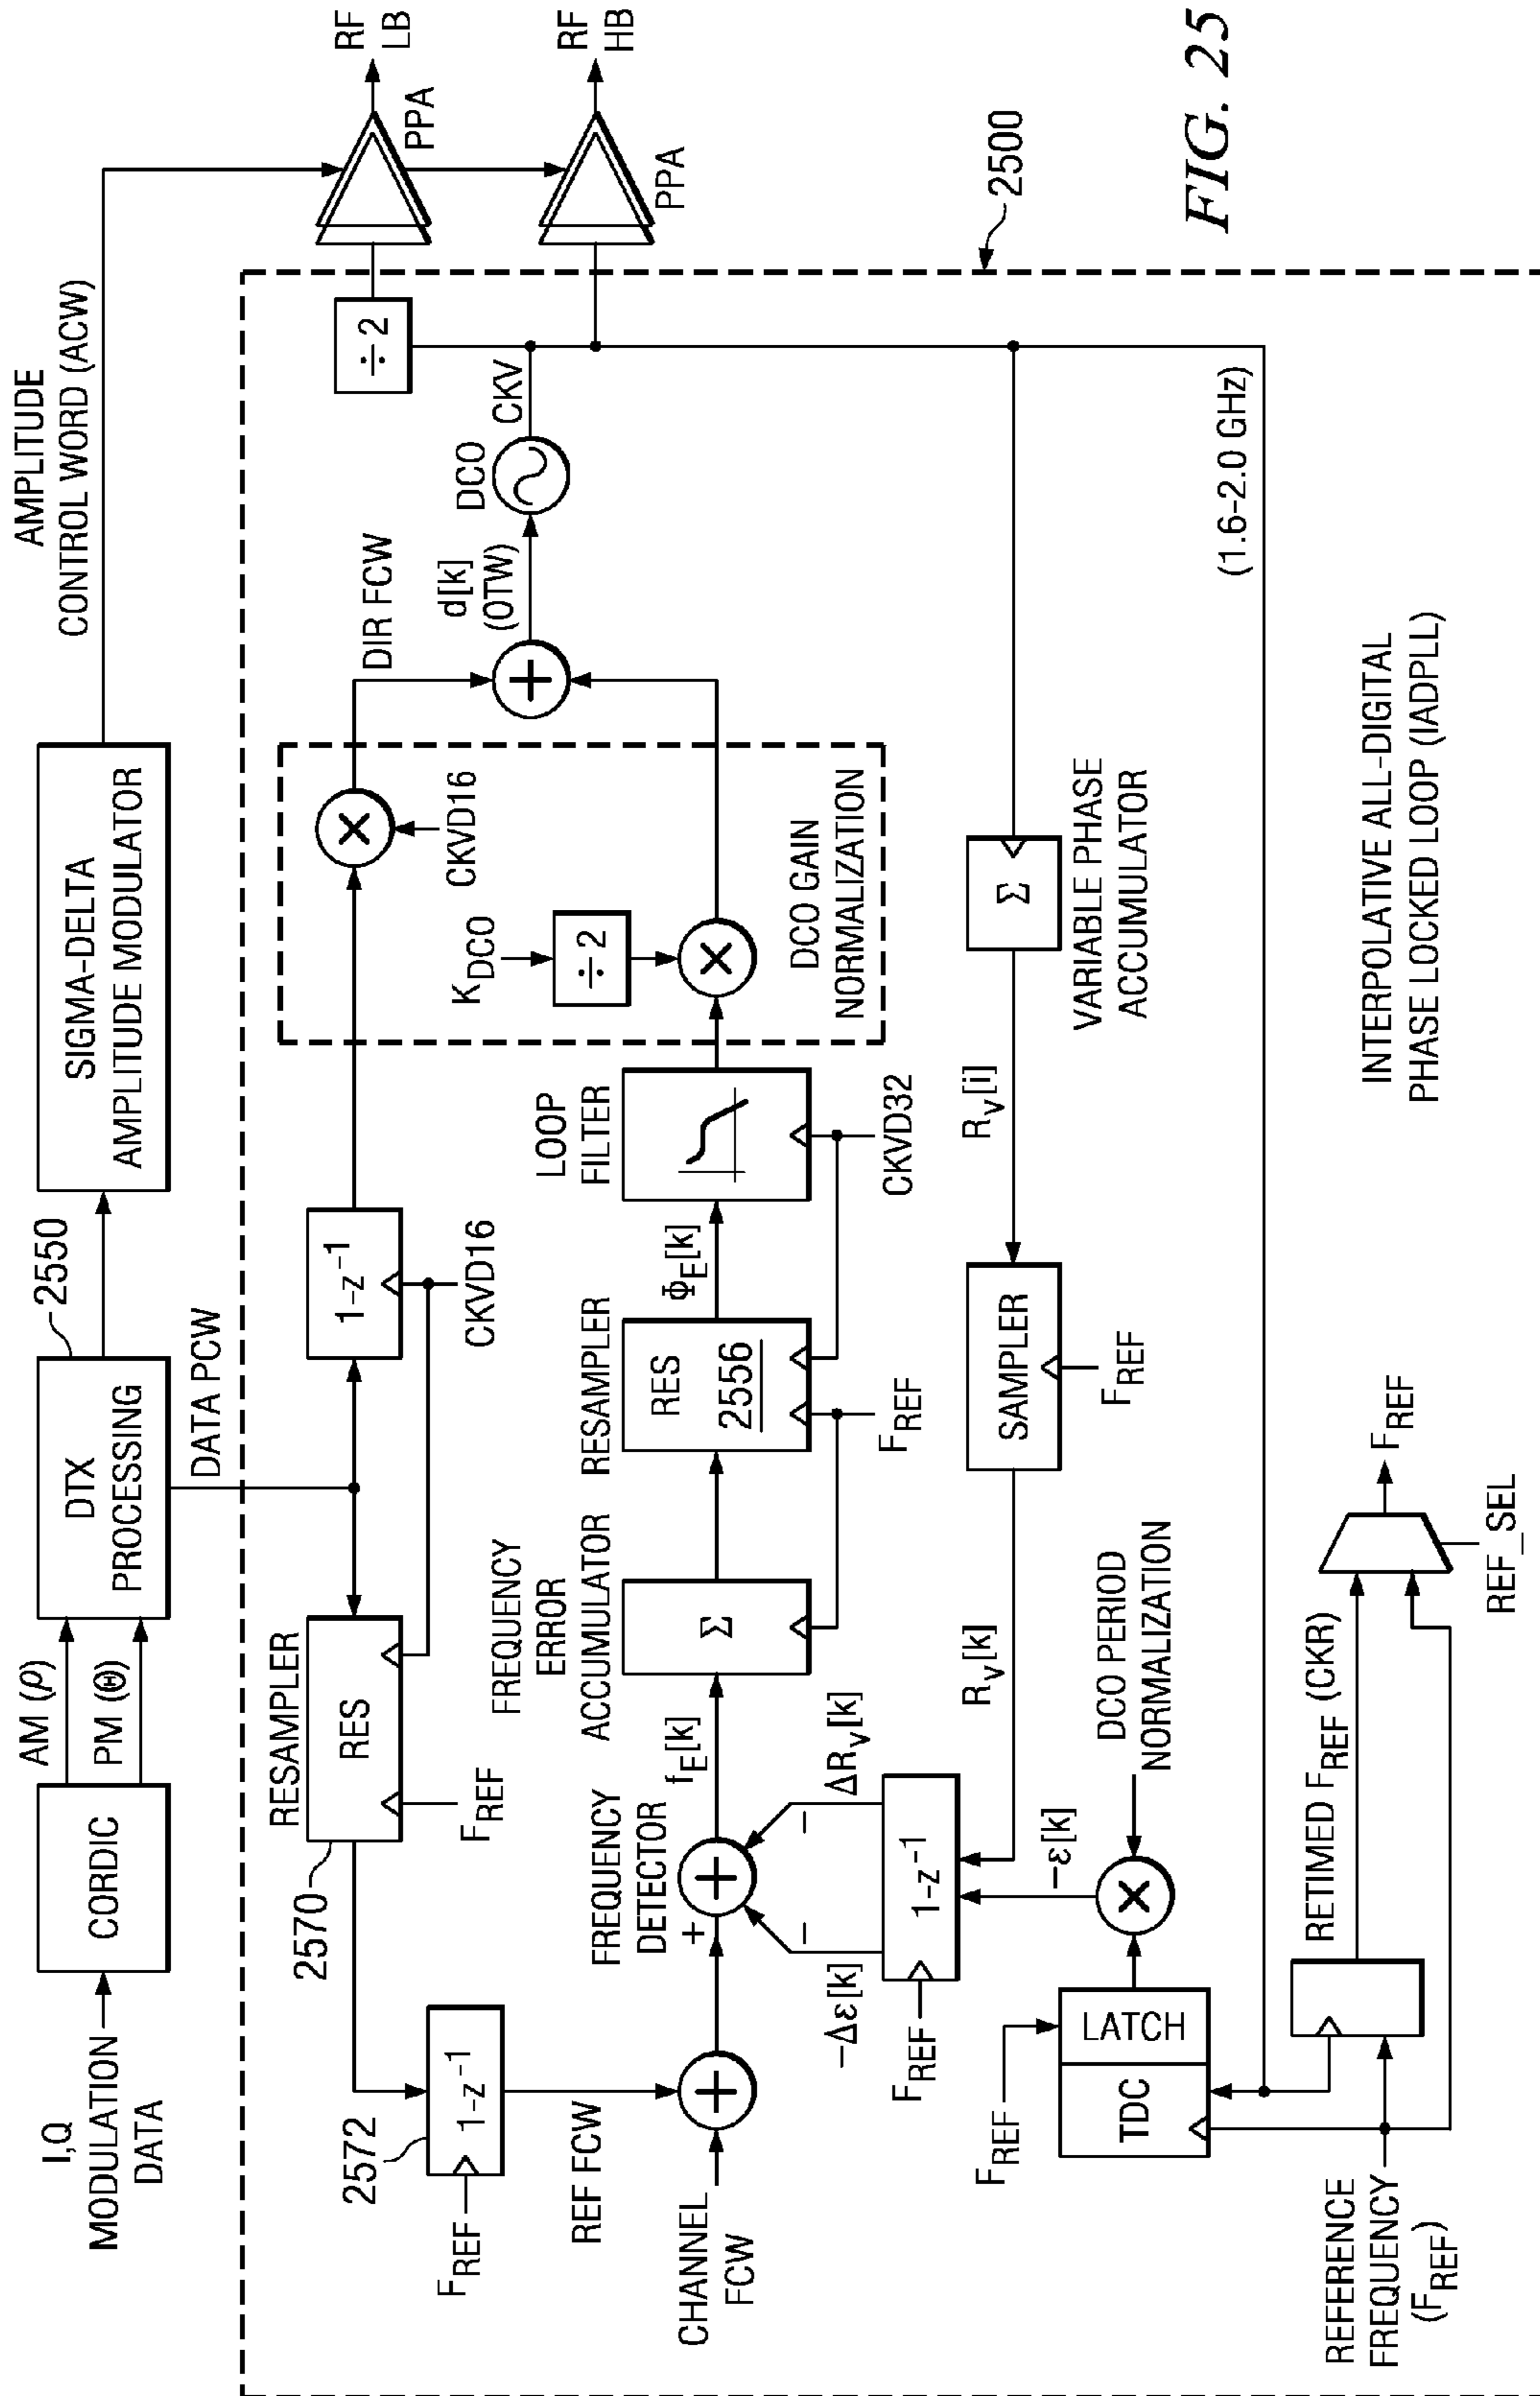 I,Q
MODULATION
DATA
CORDIC
AM (ρ)
PM (Θ)
DTX
PROCESSING
2550
SIGMA-DELTA
AMPLITUDE MODULATOR
AMPLITUDE
CONTROL WORD (ACW)
DATA PCW
RF
LB
PPA
RF
HB
PPA
÷ 2
2570
RESAMPLER
RES
F_REF
1-z⁻¹
CKVD16
CKVD16
DIR FCW
2572
F_REF
1-z⁻¹
REF FCW
CHANNEL
FCW
FREQUENCY
DETECTOR
+
–
–
f_E[k]
FREQUENCY
ERROR
ACCUMULATOR
Σ
RESAMPLER
RES
2556
F_REF
Φ_E[k]
LOOP
FILTER
CKVD32
K_DCO
÷ 2
DCO GAIN
NORMALIZATION
d[k]
(OTW)
DCO
CKV
-Δε[k]
ΔR_V[k]
F_REF
1-z⁻¹
R_V[k]
SAMPLER
F_REF
R_V[i]
Σ
VARIABLE PHASE
ACCUMULATOR
-ε[k]
DCO PERIOD
NORMALIZATION
F_REF
TDC
LATCH
(1.6-2.0 GHz)
REFERENCE
FREQUENCY
(F_REF)
RETIMED F_REF (CKR)
F_REF
REF_SEL
INTERPOLATIVE ALL-DIGITAL
PHASE LOCKED LOOP (IADPLL)
2500
FIG. 25